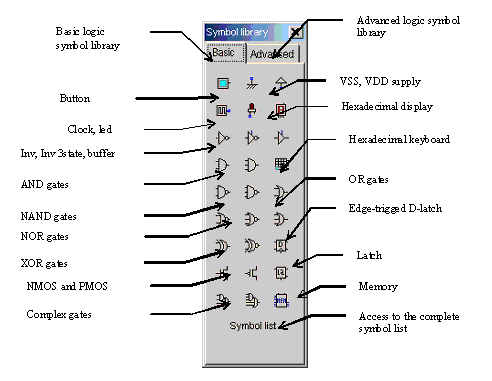 Basic logic
symbol library
Advanced logic symbol
library
Symbol library
Basic
Advanced
VSS, VDD supply
Button
Hexadecimal display
Clock, led
Hexadecimal keyboard
Inv, Inv 3state, buffer
AND gates
OR gates
NAND gates
Edge-trigged D-latch
NOR gates
XOR gates
Latch
NMOS and PMOS
Memory
Complex gates
Access to the complete
symbol list
Symbol list